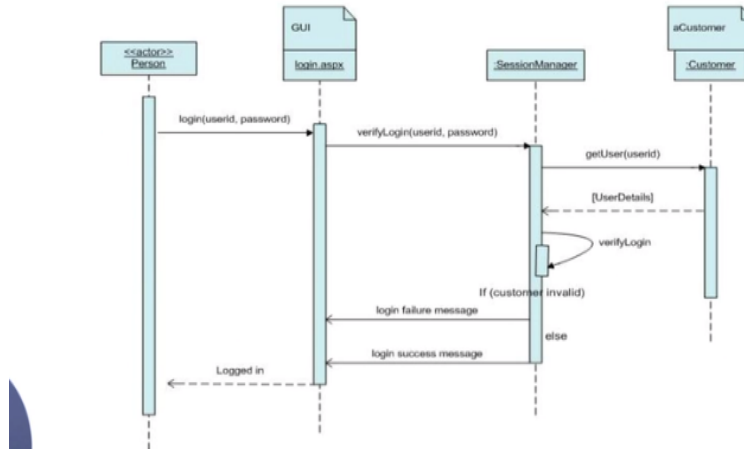 GUI
aCustomer
<<actor>>
Person
login.aspx
:SessionManager
:Customer
login(userid, password)
verifyLogin(userid, password)
getUser(userid)
[UserDetails]
verifyLogin
If (customer invalid)
login failure message
else
login success message
Logged in